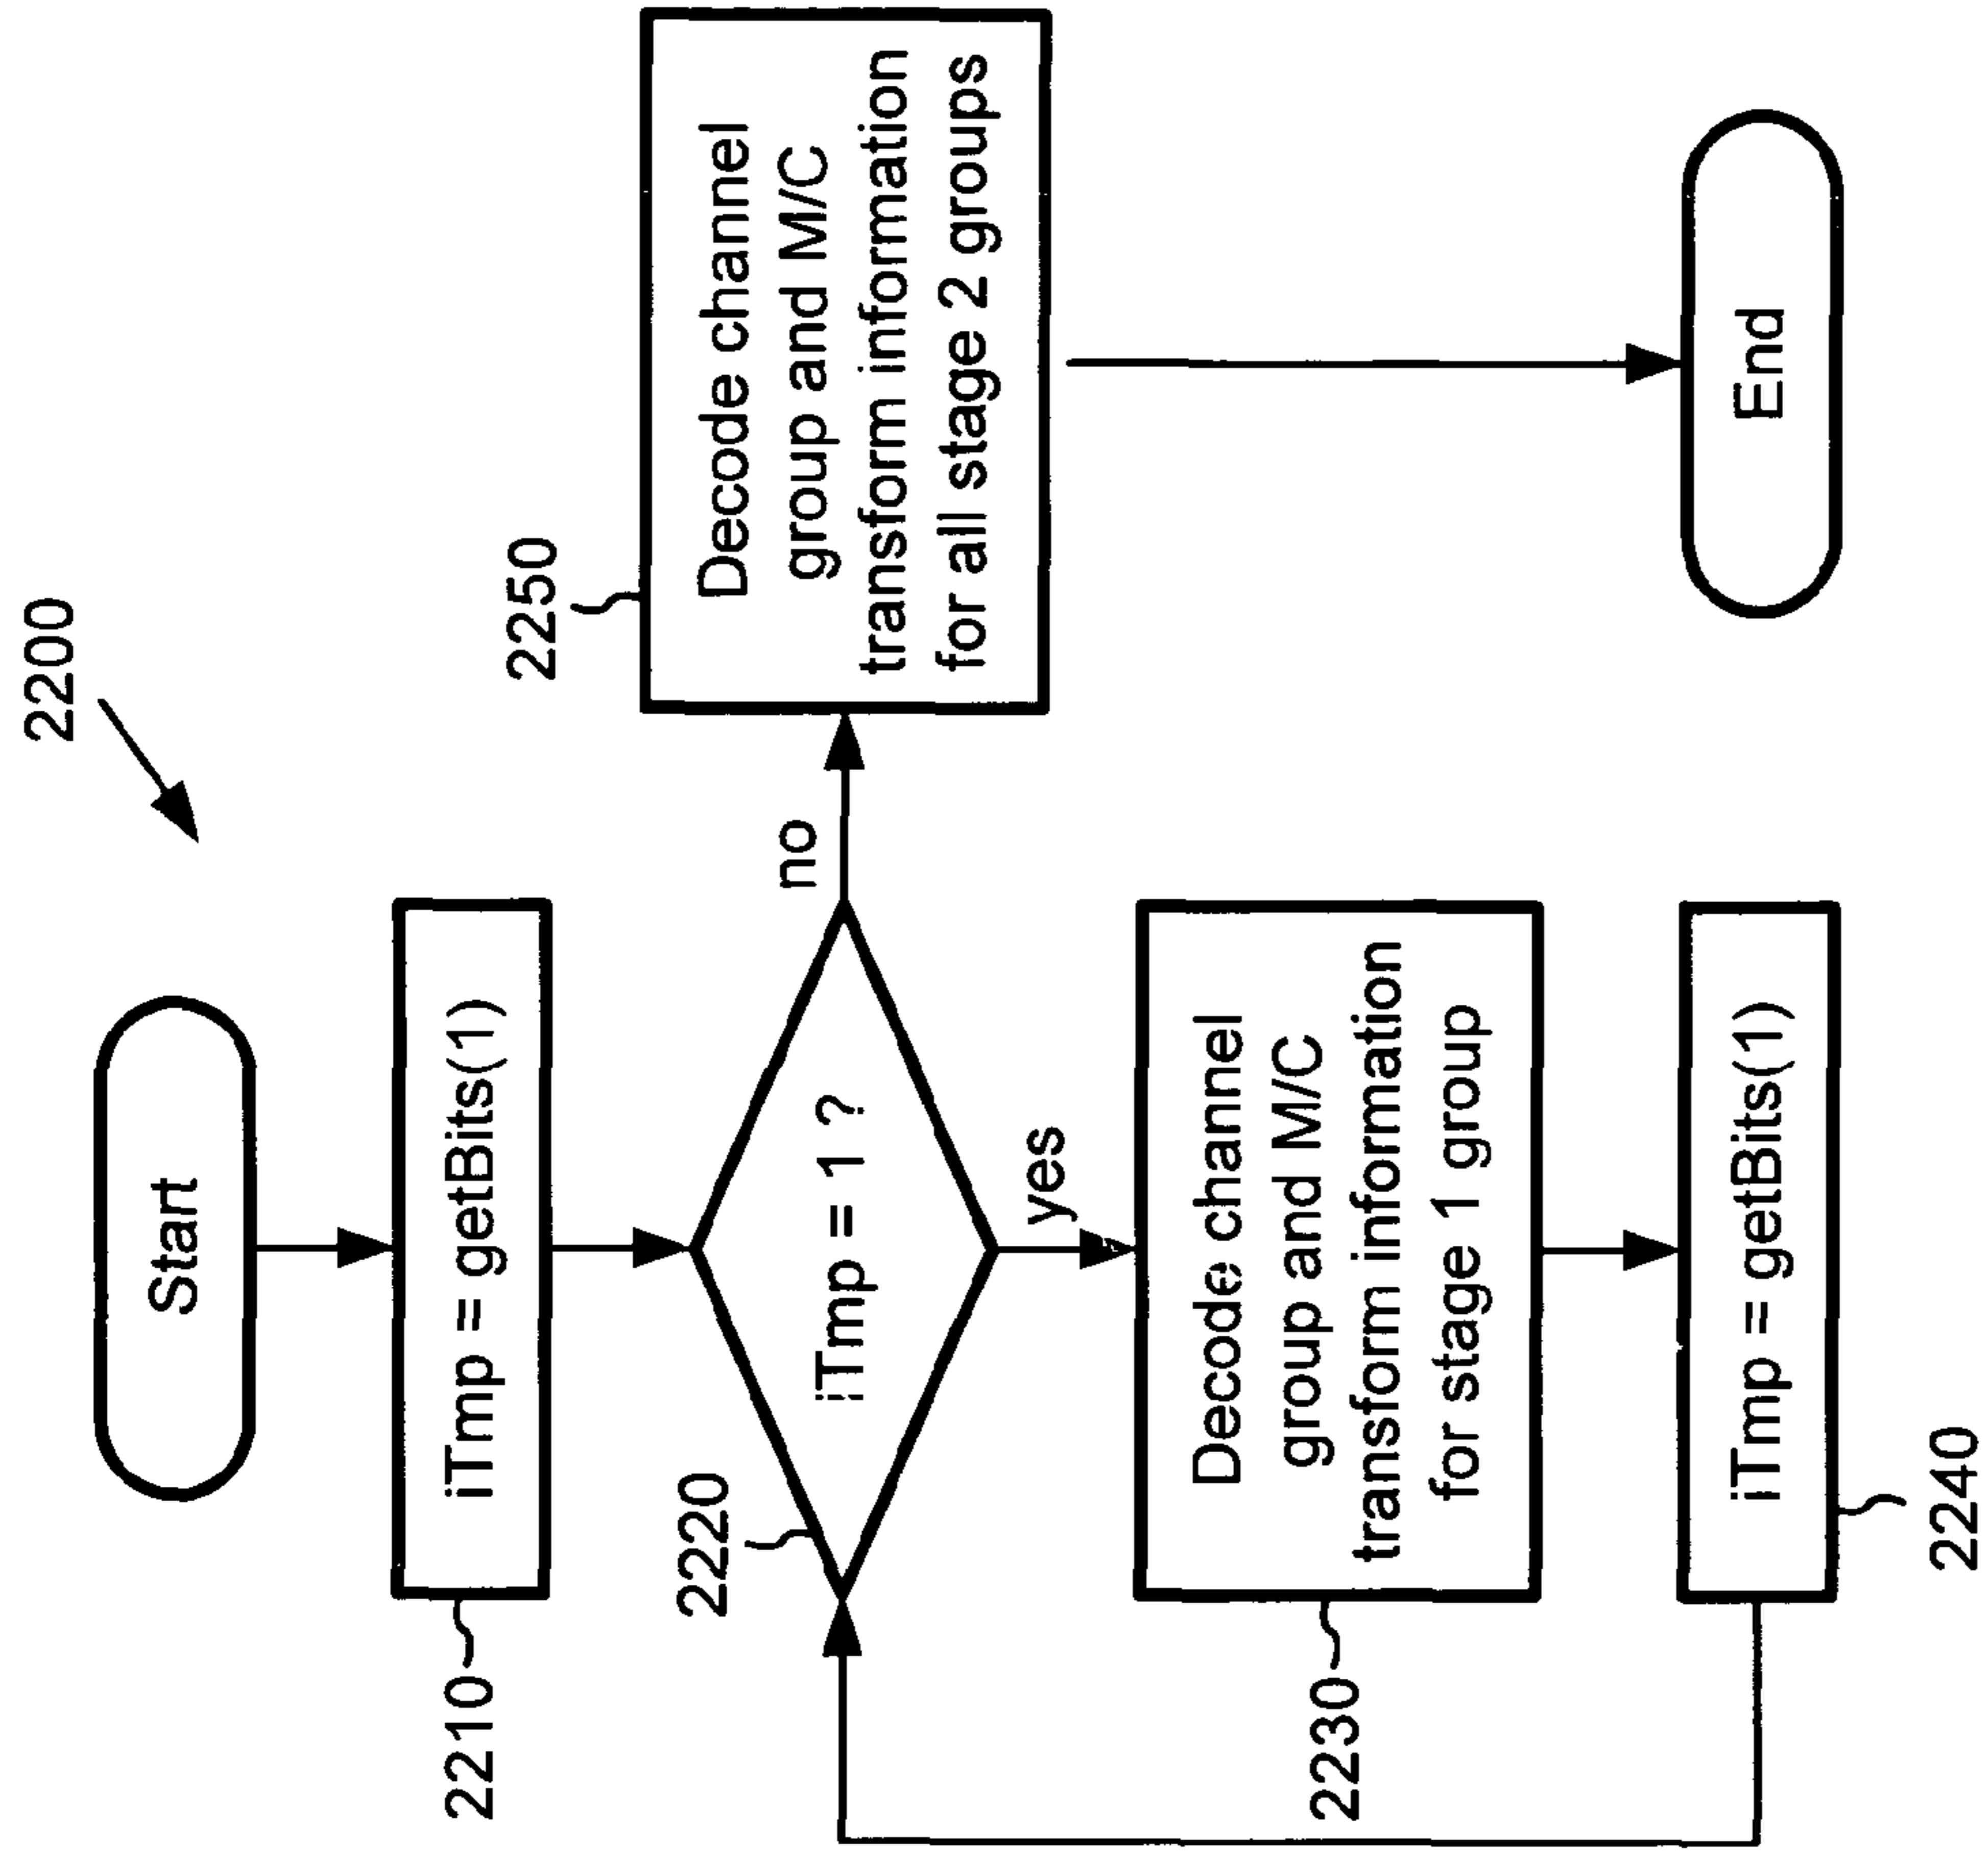 2200
Start
2210
iTmp = getBits(1)
2220
iTmp = 1 ?
no
yes
2250
Decode channel
group and M/C
transform information
for all stage 2 groups
2230
Decode channel
group and M/C
transform information
for stage 1 group
iTmp = getBits(1)
2240
End